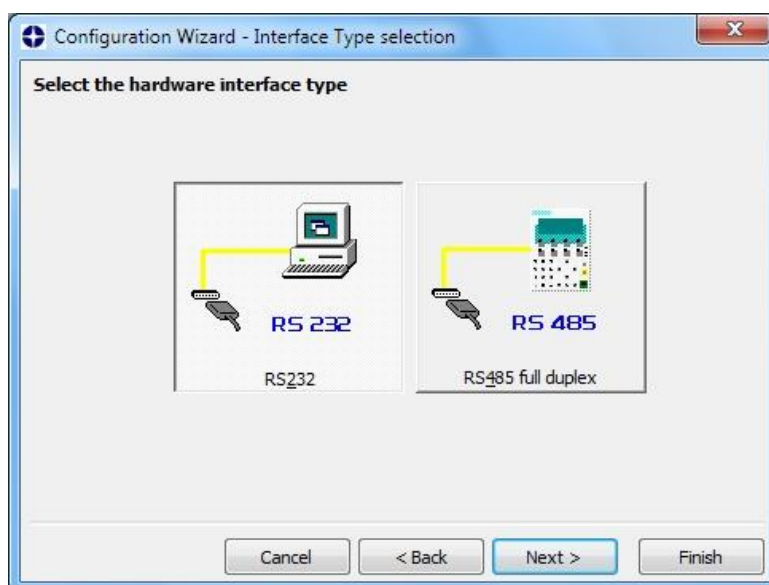 Configuration Wizard - Interface Type selection
Select the hardware interface type
RS 232
RS232
RS 485
RS485 full duplex
Cancel
< Back
Next >
Finish